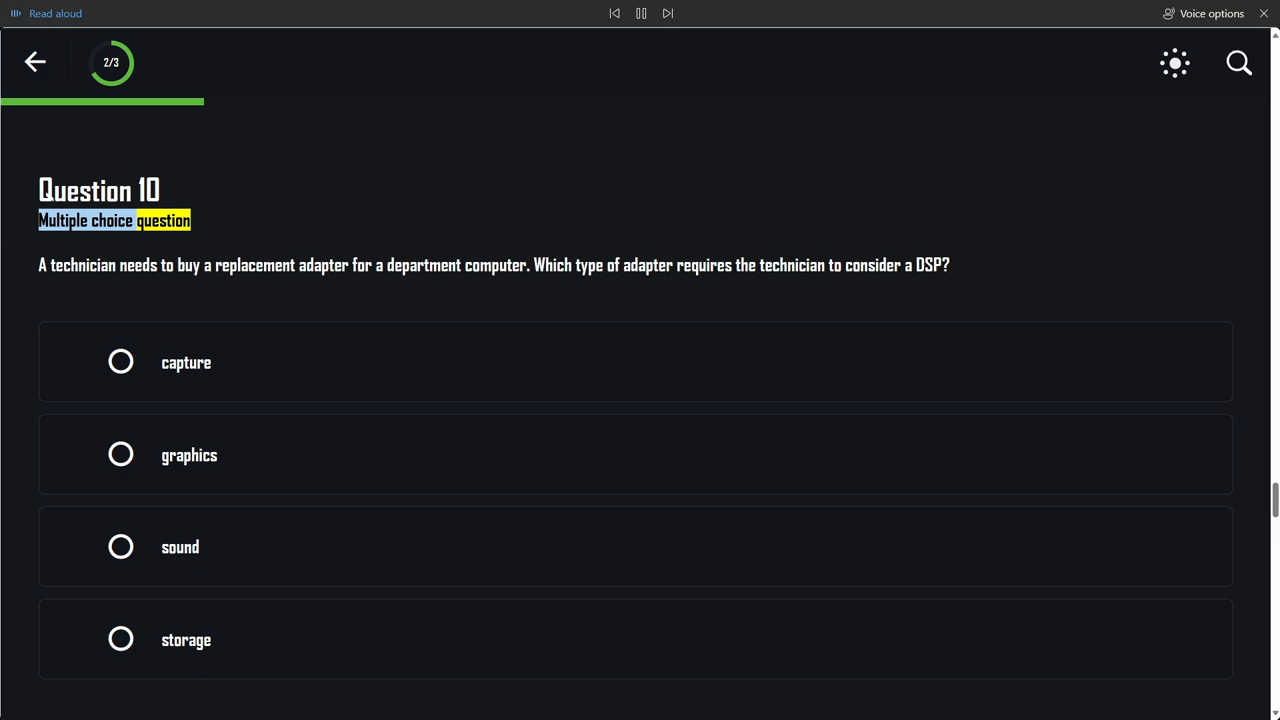 Read aloud
Voice options
2/3
Question 10
Multiple choice question
A technician needs to buy a replacement adapter for a department computer. Which type of adapter requires the technician to consider a DSP?
capture
graphics
sound
storage